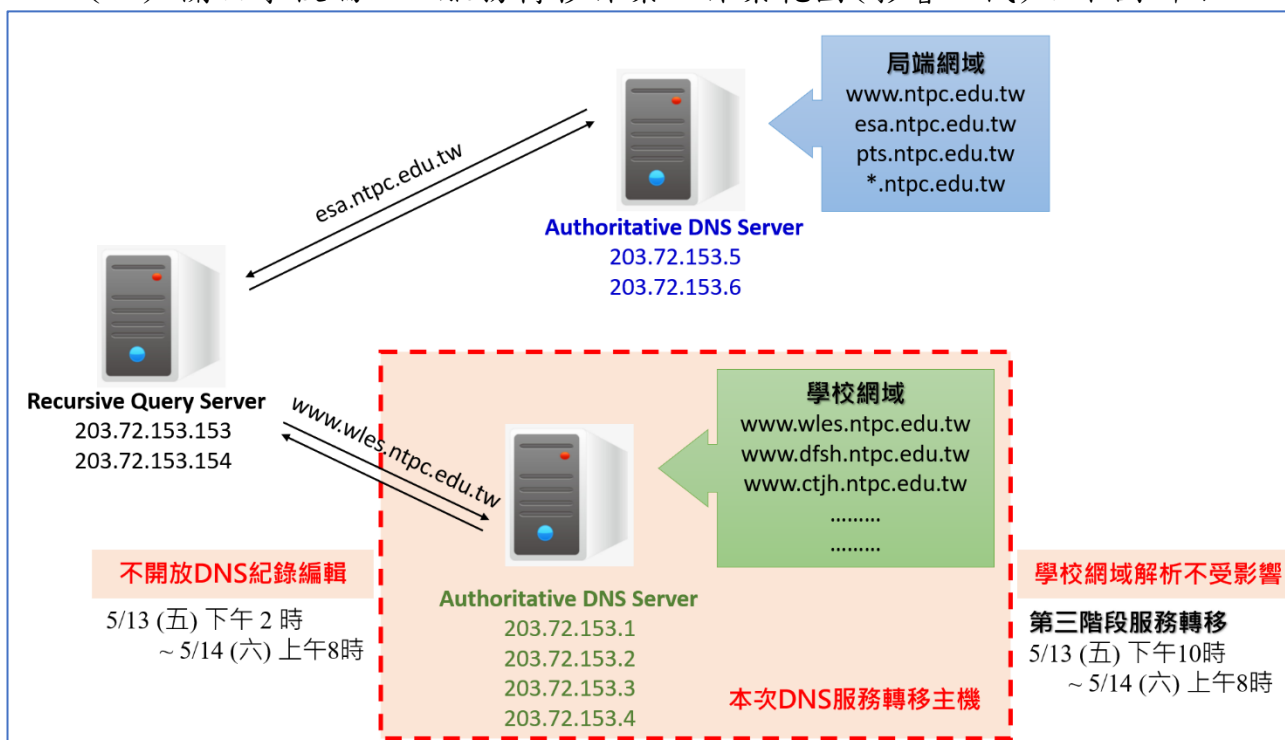 局端網域
www.ntpc.edu.tw
esa.ntpc.edu.tw
pts.ntpc.edu.tw
*.ntpc.edu.tw
esa.ntpc.edu.tw
Authoritative DNS Server
203.72.153.5
203.72.153.6
Recursive Query Server
203.72.153.153
203.72.153.154
www.wles.ntpc.edu.tw
學校網域
www.wles.ntpc.edu.tw
www.dfsh.ntpc.edu.tw
www.ctjh.ntpc.edu.tw
.........
.........
不開放DNS紀錄編輯
5/13 (五) 下午 2 時
~ 5/14 (六) 上午8時
Authoritative DNS Server
203.72.153.1
203.72.153.2
203.72.153.3
203.72.153.4
本次DNS服務轉移主機
學校網域解析不受影響
第三階段服務轉移
5/13 (五) 下午10時
~ 5/14 (六) 上午8時